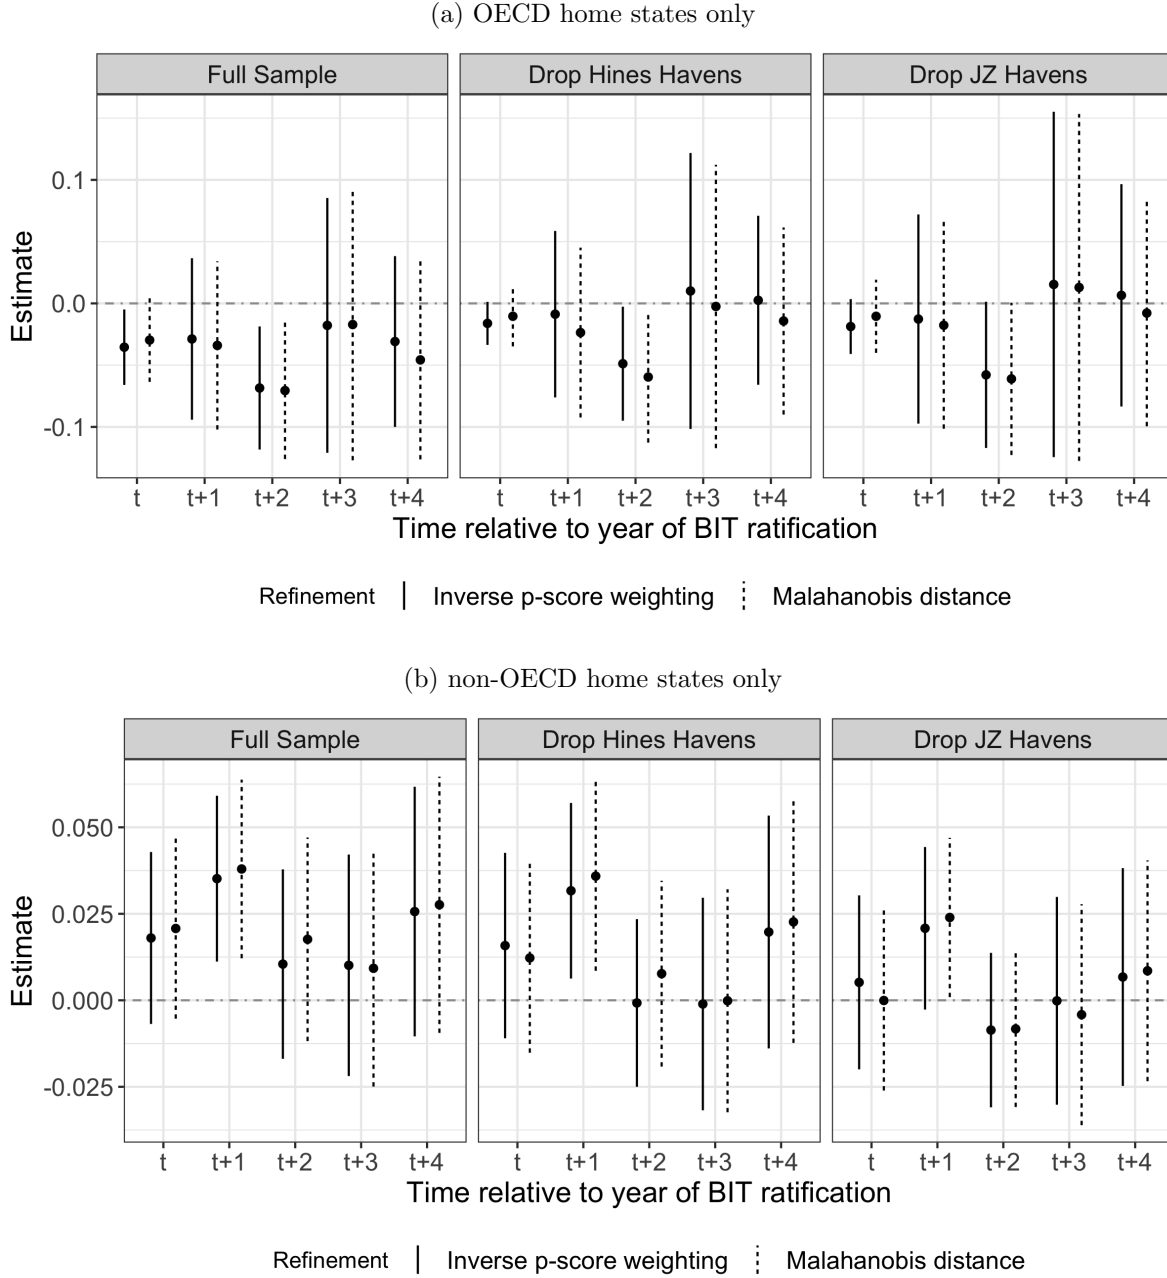 (a) OECD home states only
Full Sample Drop Hines Havens Drop JZ Havens
Estimate
0.1
0.0
-0.1
t t+1 t+2 t+3 t+4 t t+1 t+2 t+3 t+4 t t+1 t+2 t+3 t+4
Time relative to year of BIT ratification
Refinement Inverse p-score weighting Malahanobis distance
(b) non-OECD home states only
Full Sample Drop Hines Havens Drop JZ Havens
Estimate
0.050
0.025
0.000
-0.025
t t+1 t+2 t+3 t+4 t t+1 t+2 t+3 t+4 t t+1 t+2 t+3 t+4
Time relative to year of BIT ratification
Refinement Inverse p-score weighting Malahanobis distance